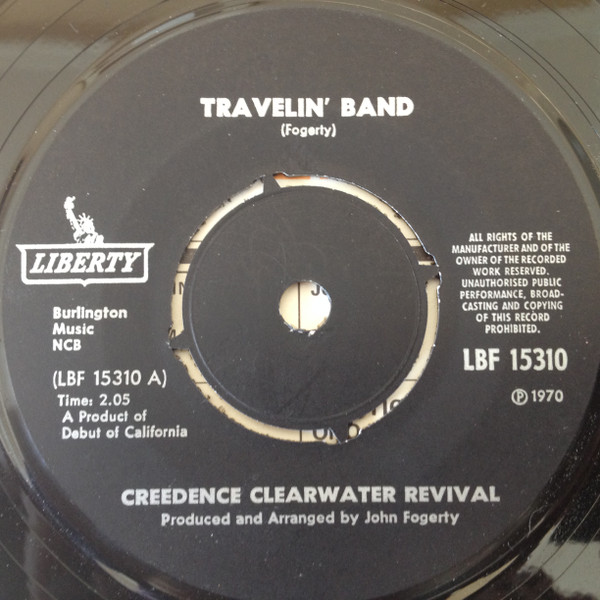 TRAVELIN' BAND
(Fogerty)
LIBERTY
Burlington
Music
NCB
(LBF 15310 A)
Time: 2.05
A Product of
Debut of California
ALL RIGHTS OF THE
MANUFACTURER AND OF THE
OWNER OF THE RECORDED
WORK RESERVED.
UNAUTHORISED PUBLIC
PERFORMANCE, BROAD-
CASTING AND COPYING
OF THIS RECORD
PROHIBITED.
LBF 15310
℗ 1970
CREEDENCE CLEARWATER REVIVAL
Produced and Arranged by John Fogerty